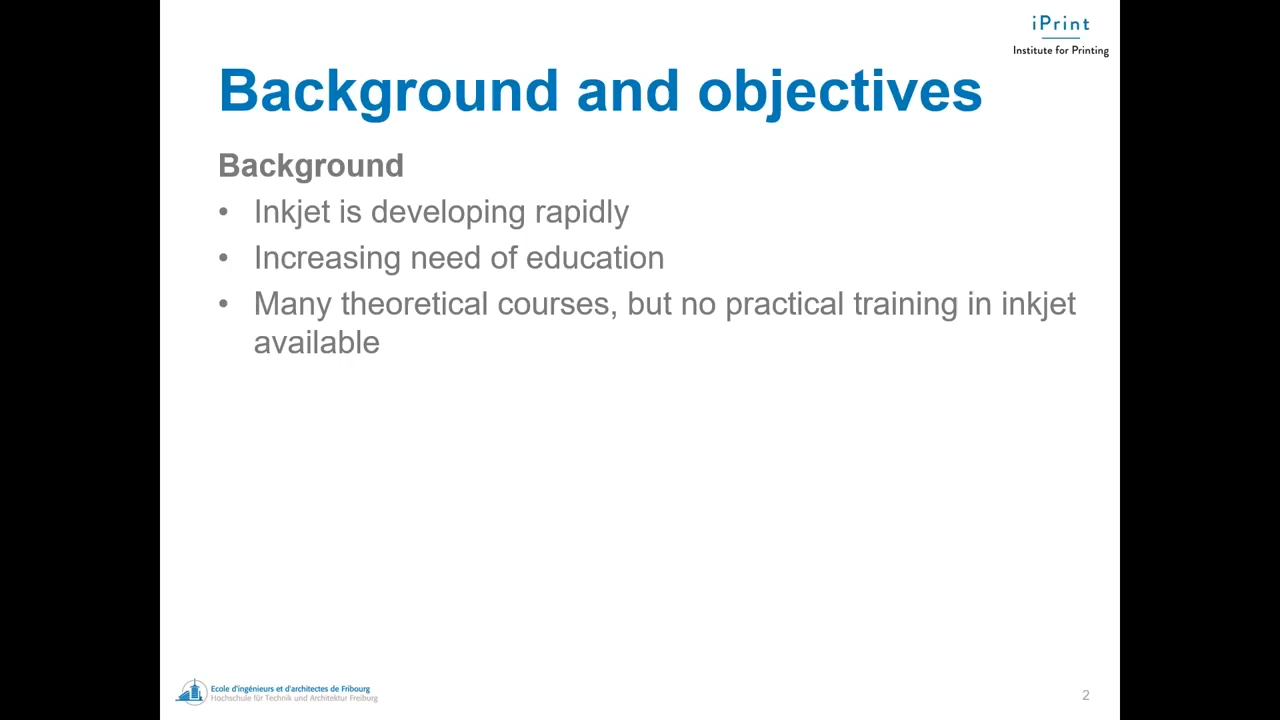 iPrint
Institute for Printing
Background and objectives
Background
• Inkjet is developing rapidly
• Increasing need of education
• Many theoretical courses, but no practical training in inkjet
available
Ecole d'ingénieurs et d'architectes de Fribourg
Hochschule für Technik und Architektur Freiburg
2